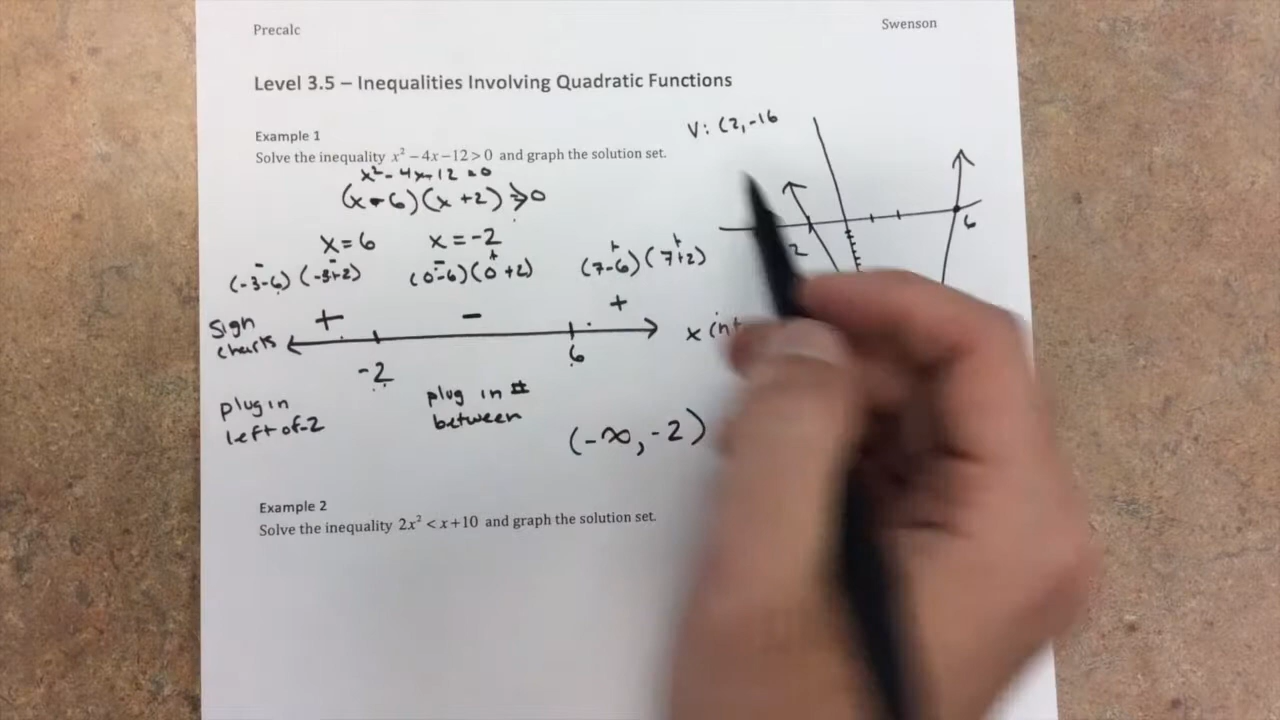 Precalc
Swenson
Level 3.5 – Inequalities Involving Quadratic Functions
Example 1
Solve the inequality x² – 4x – 12 > 0 and graph the solution set.
x² - 4x - 12 = 0
(x - 6)(x + 2) > 0
x = 6 x = -2
(-3-6)(-3+2) (0-6)(0+2) (7-6)(7+2)
- - - + + +
Sign charts
+ - +
-2 6
plug in
left of -2
plug in #
between
(-∞, -2)
V: (2, -16
2 6
x int
Example 2
Solve the inequality 2x² < x + 10 and graph the solution set.